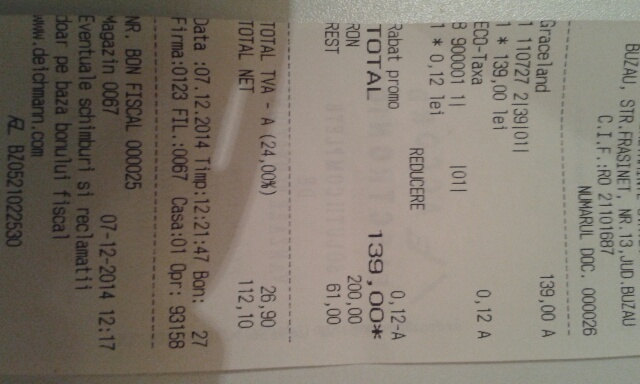 BUZAU, STR.FRASINET, NR.13,JUD.BUZAU
C.I.F.:RO 21101687
NUMARUL DOC. 000026
Graceland
1 110727 2|39|01| 139,00 A
1 * 139,00 lei
ECO-Taxa
B 900001 1| |01| 0,12 A
1 * 0,12 lei
REDUCERE
Rabat promo 0,12-A
TOTAL 139,00*
RON 200,00
REST 61,00
TOTAL TVA - A (24,00%) 26,90
TOTAL NET 112,10
Data :07.12.2014 Timp:12:21:47 Bon: 27
Firma:0123 FIL.:0067 Casa:01 Opr: 93158
NR. BON FISCAL 000025
Magazin 0067 07-12-2014 12:17
Eventuale schimburi si reclamatii
doar pe baza bonului fiscal
www.deichmann.com
BZ0521022530